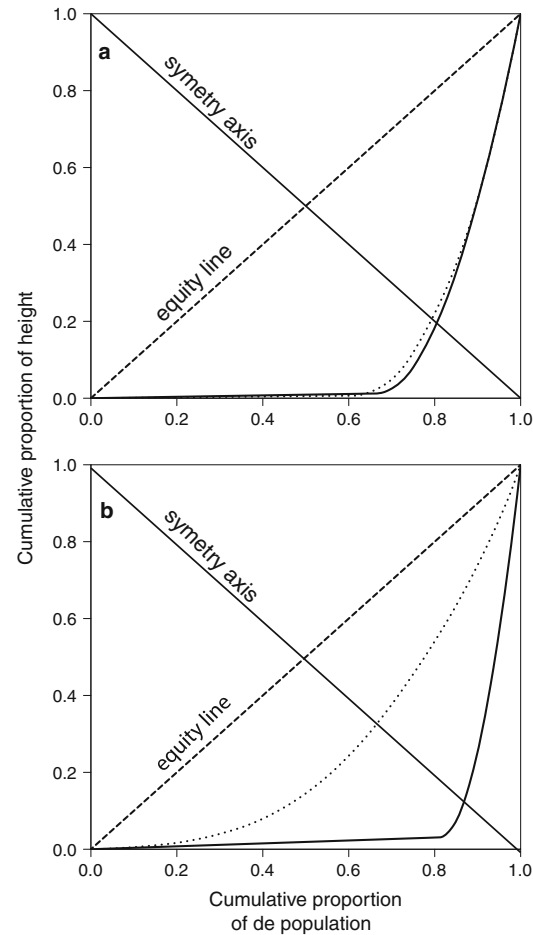 1.0
a
symetry axis
0.8
0.6
0.4
equity line
0.2
0.0
0.0 0.2 0.4 0.6 0.8 1.0
Cumulative proportion of height
1.0
b
symetry axis
0.8
0.6
0.4
equity line
0.2
0.0
0.0 0.2 0.4 0.6 0.8 1.0
Cumulative proportion
of de population